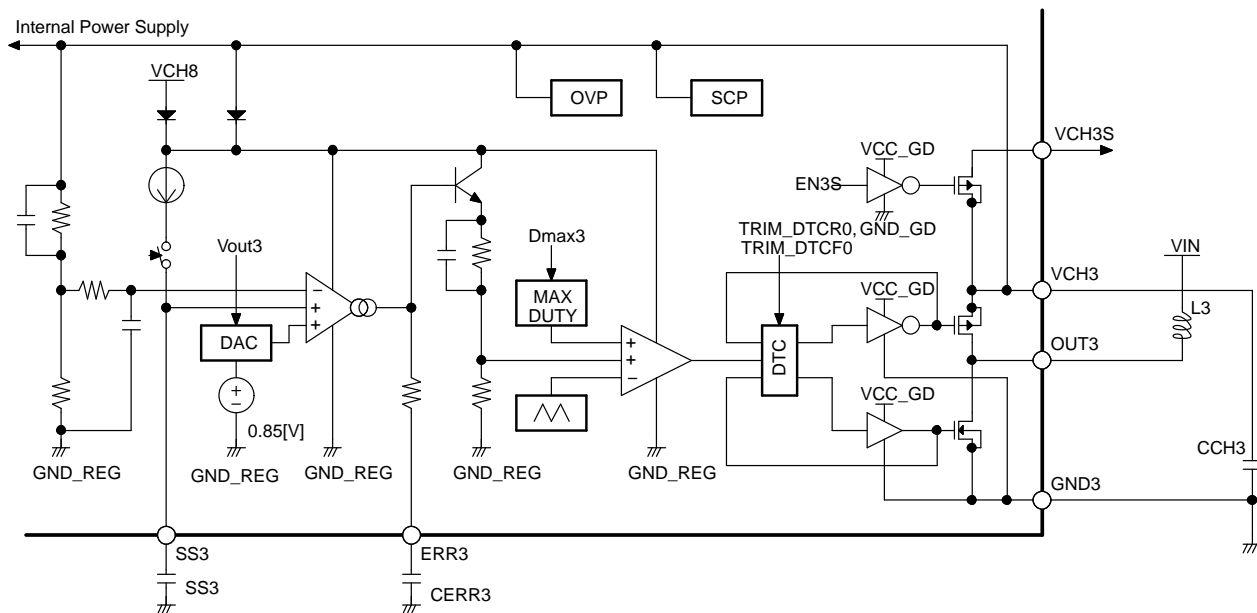 Internal Power Supply
VCH8
OVP
SCP
VCH3S
VCC_GD
EN3S
TRIM_DTCR0, GND_GD
TRIM_DTCF0
Vout3
Dmax3
VIN
VCH3
MAX
DUTY
VCC_GD
L3
DAC
DTC
OUT3
VCC_GD
0.85[V]
CCH3
GND_REG
GND_REG
GND_REG
GND_REG
GND_REG
GND3
SS3
ERR3
SS3
CERR3